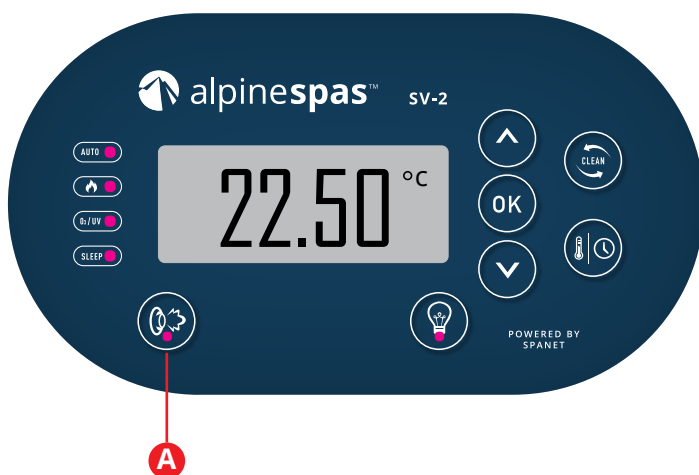 alpinespas™ SV-2
AUTO
O₃/UV
SLEEP
22.50 °C
OK
CLEAN
POWERED BY
SPANET
A